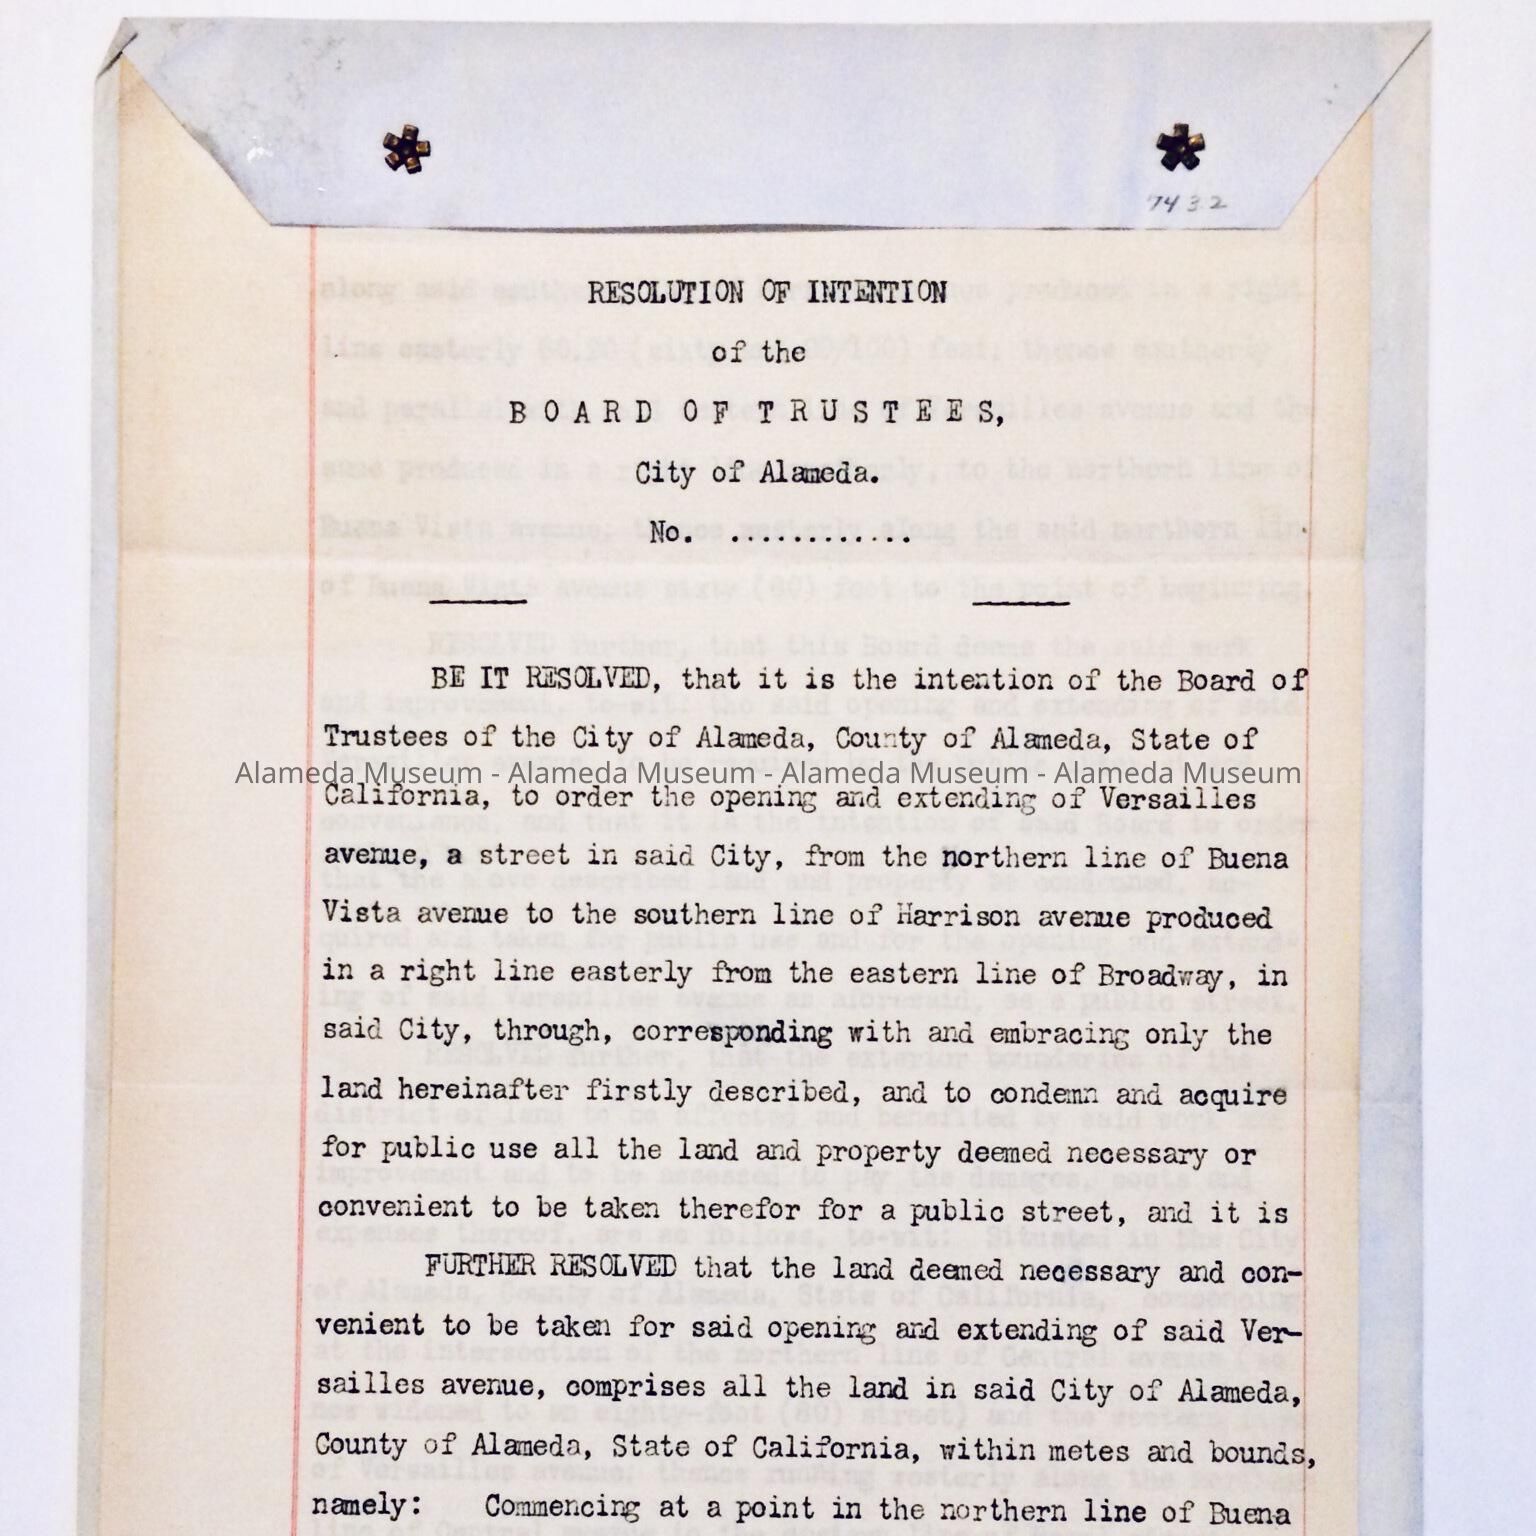 7432
RESOLUTION OF INTENTION
of the
BOARD OF TRUSTEES,
City of Alameda.
No. ............
BE IT RESOLVED, that it is the intention of the Board of
Trustees of the City of Alameda, County of Alameda, State of
Alameda Museum - Alameda Museum - Alameda Museum - Alameda Museum
California, to order the opening and extending of Versailles
avenue, a street in said City, from the northern line of Buena
Vista avenue to the southern line of Harrison avenue produced
in a right line easterly from the eastern line of Broadway, in
said City, through, corresponding with and embracing only the
land hereinafter firstly described, and to condemn and acquire
for public use all the land and property deemed necessary or
convenient to be taken therefor for a public street, and it is
FURTHER RESOLVED that the land deemed necessary and con-
venient to be taken for said opening and extending of said Ver-
sailles avenue, comprises all the land in said City of Alameda,
County of Alameda, State of California, within metes and bounds,
namely: Commencing at a point in the northern line of Buena